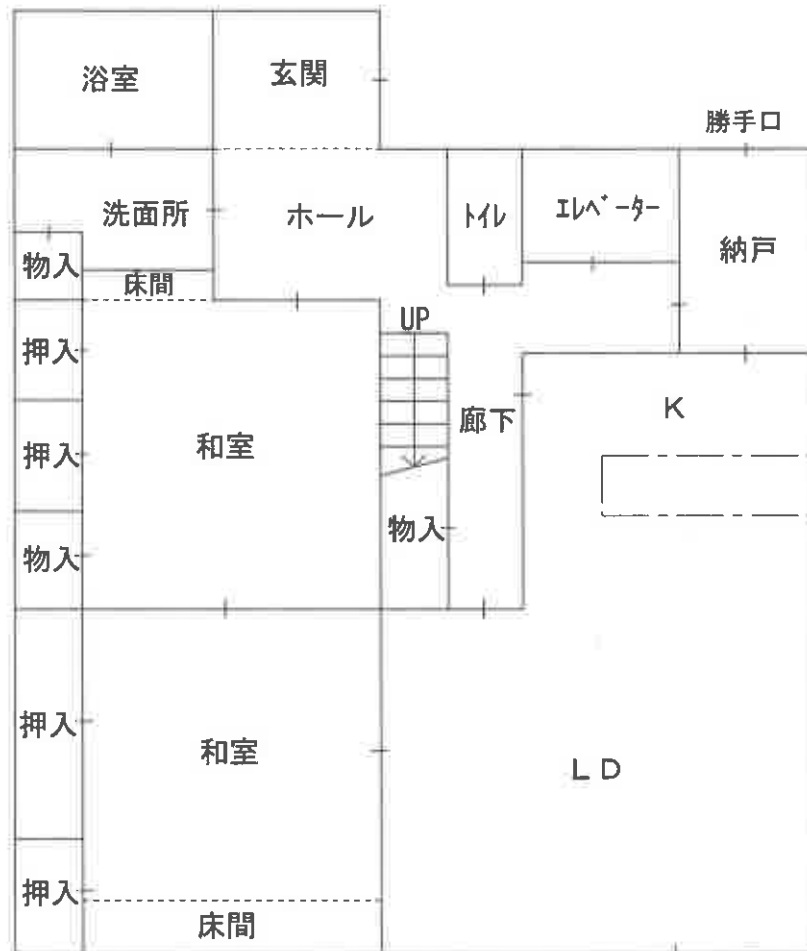 浴室
玄関
勝手口
洗面所
ホール
トイレ
エレベーター
納戸
物入
床間
UP
押入
和室
廊下
K
押入
物入
物入
押入
和室
LD
押入
床間